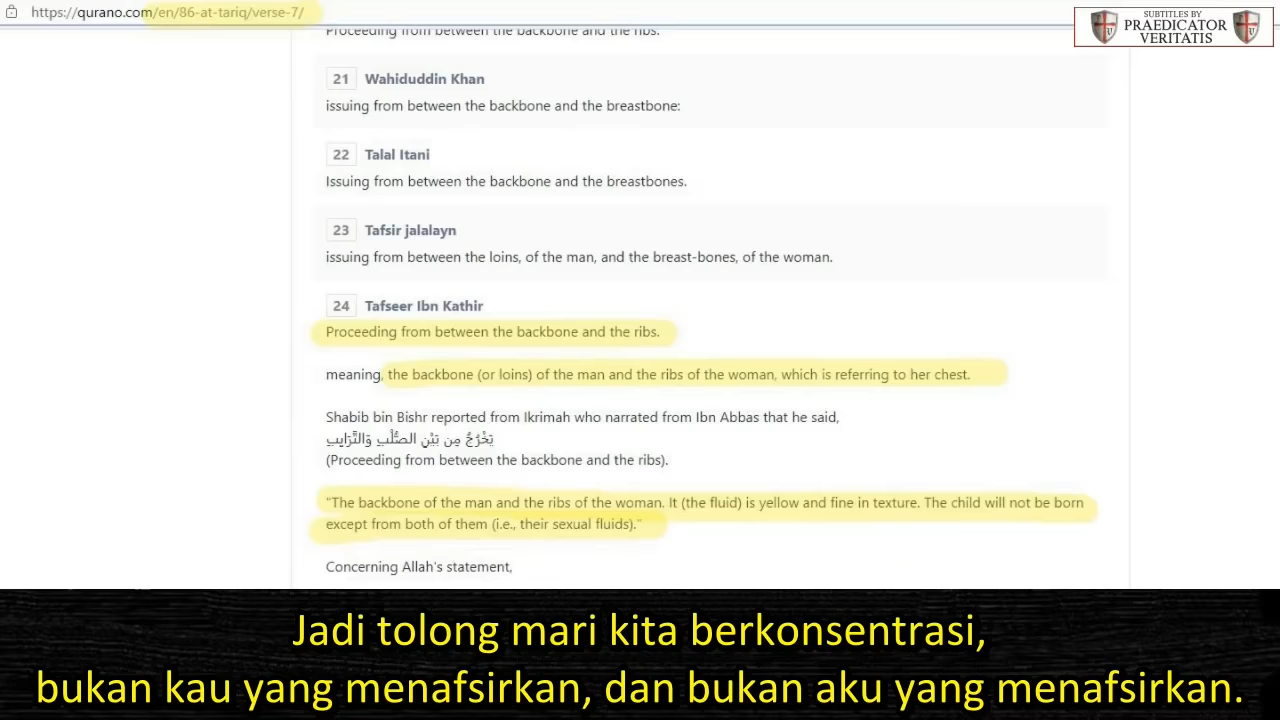 https://qurano.com/en/86-at-tariq/verse-7/
SUBTITLES BY
PRAEDICATOR
VERITATIS
Proceeding from between the backbone and the ribs.
21 Wahiduddin Khan
issuing from between the backbone and the breastbone:
22 Talal Itani
Issuing from between the backbone and the breastbones.
23 Tafsir jalalayn
issuing from between the loins, of the man, and the breast-bones, of the woman.
24 Tafseer Ibn Kathir
Proceeding from between the backbone and the ribs.
meaning, the backbone (or loins) of the man and the ribs of the woman, which is referring to her chest.
Shabib bin Bishr reported from Ikrimah who narrated from Ibn Abbas that he said,
يَخْرُجُ مِن بَيْنِ الصُّلْبِ وَالتَّرَايِبِ
(Proceeding from between the backbone and the ribs).
"The backbone of the man and the ribs of the woman. It (the fluid) is yellow and fine in texture. The child will not be born
except from both of them (i.e., their sexual fluids)."
Concerning Allah's statement,
Jadi tolong mari kita berkonsentrasi,
bukan kau yang menafsirkan, dan bukan aku yang menafsirkan.